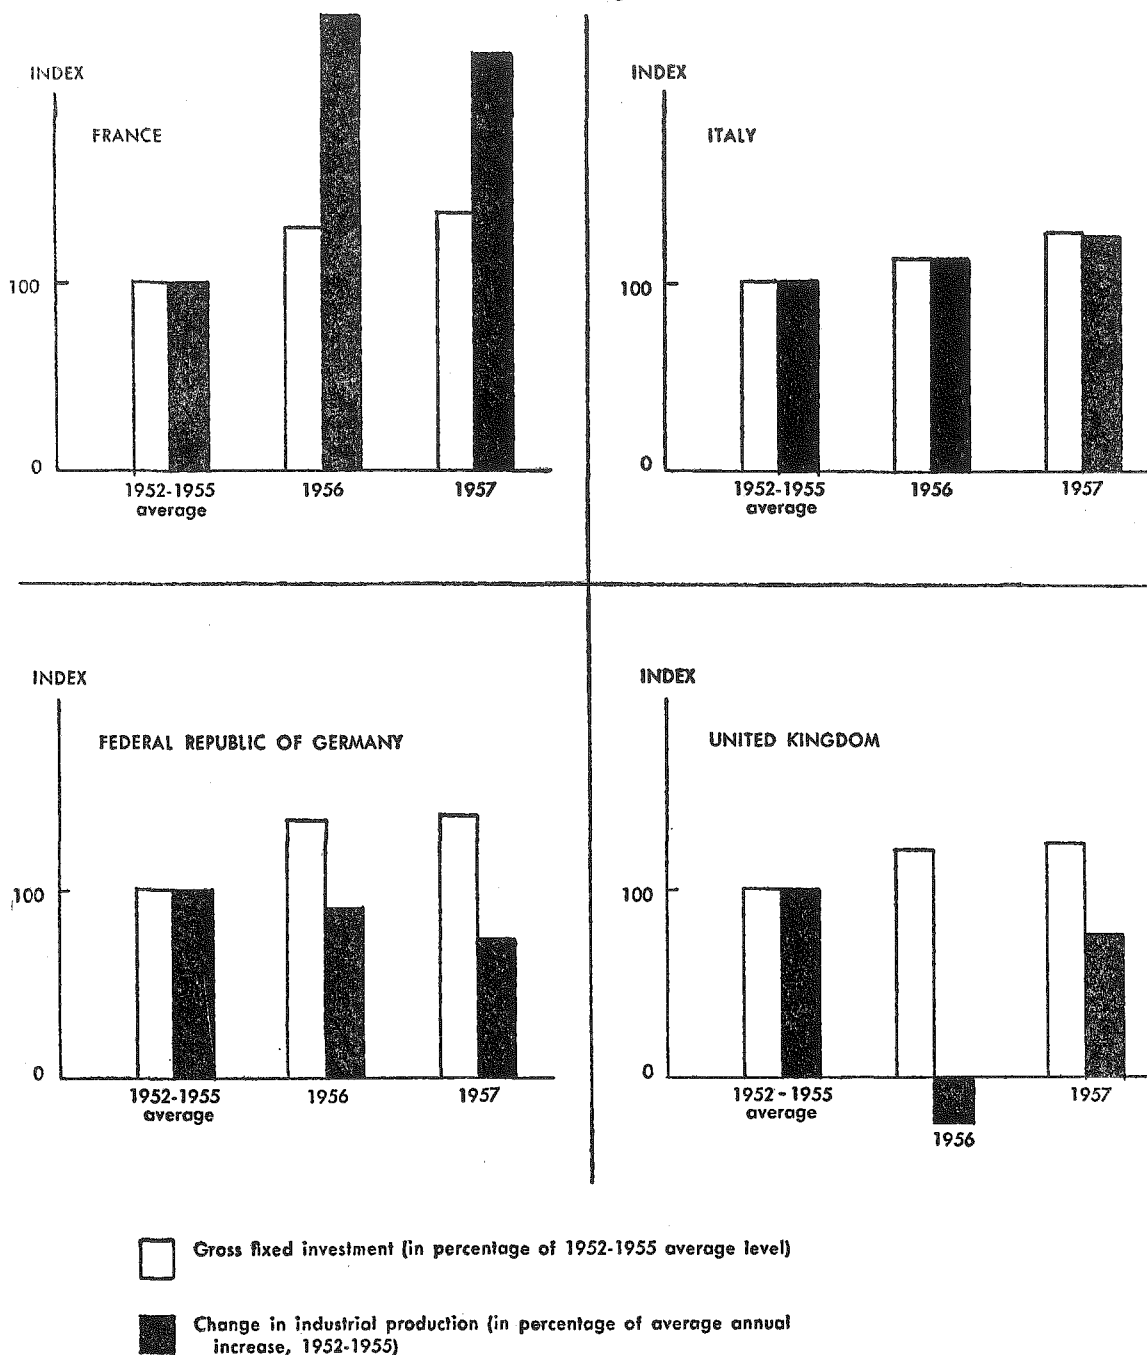 INDEX
FRANCE
100
0
1952-1955
average
1956
1957
INDEX
ITALY
100
0
1952-1955
average
1956
1957
INDEX
FEDERAL REPUBLIC OF GERMANY
100
0
1952-1955
average
1956
1957
INDEX
UNITED KINGDOM
100
0
1952-1955
average
1956
1957
Gross fixed investment (in percentage of 1952-1955 average level)
Change in industrial production (in percentage of average annual
increase, 1952-1955)